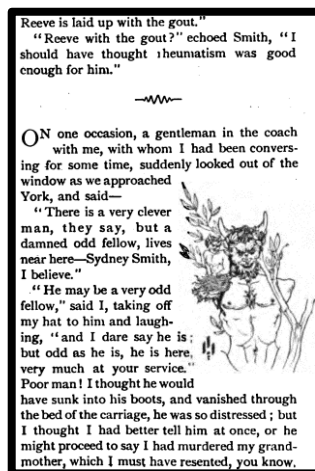 Reeve is laid up with the gout."
"Reeve with the gout?" echoed Smith, "I
should have thought rheumatism was good
enough for him."
ON one occasion, a gentleman in the coach
with me, with whom I had been convers-
ing for some time, suddenly looked out of the
window as we approached
York, and said—
"There is a very clever
man, they say, but a
damned odd fellow, lives
near here—Sydney Smith,
I believe."
"He may be a very odd
fellow," said I, taking off
my hat to him and laugh-
ing, "and I dare say he is;
but odd as he is, he is here,
very much at your service."
Poor man! I thought he would
have sunk into his boots, and vanished through
the bed of the carriage, he was so distressed; but
I thought I had better tell him at once, or he
might proceed to say I had murdered my grand-
mother, which I must have resented, you know.